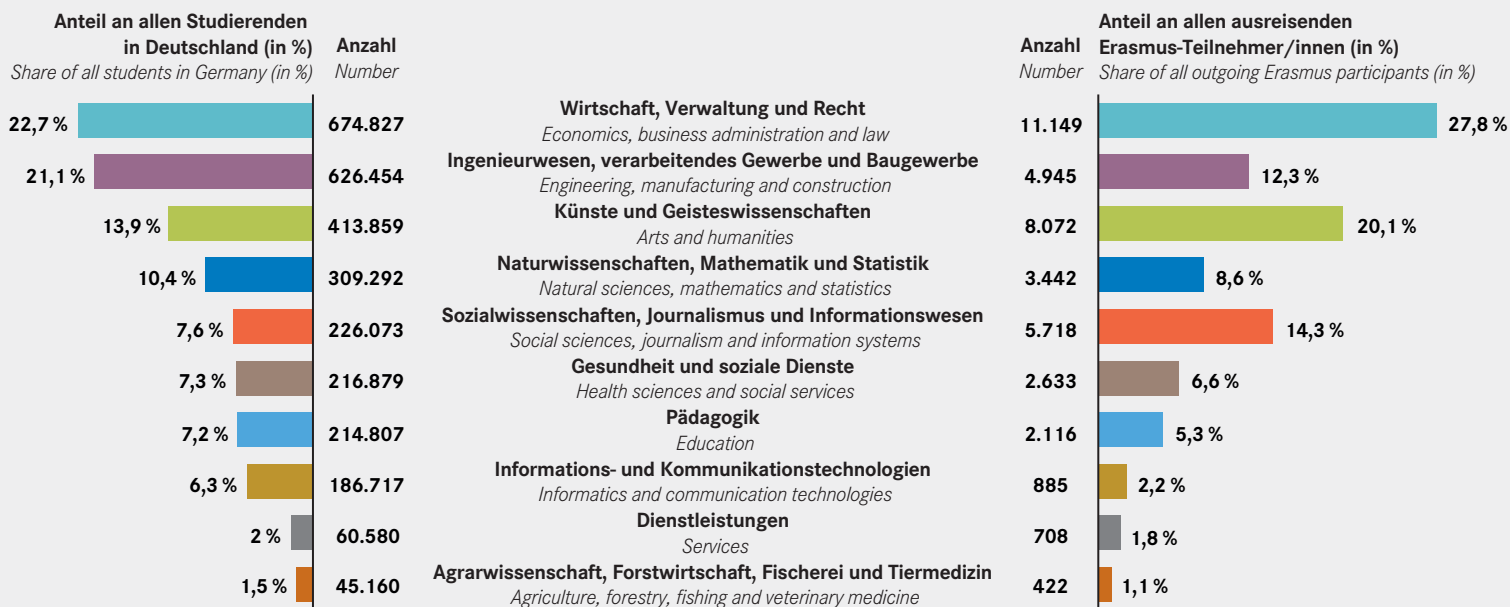 Anteil an allen Studierenden
in Deutschland (in %)
Share of all students in Germany (in %)
Anzahl
Number
Anzahl
Number
Anteil an allen ausreisenden
Erasmus-Teilnehmer/innen (in %)
Share of all outgoing Erasmus participants (in %)
22,7 %
674.827
Wirtschaft, Verwaltung und Recht
Economics, business administration and law
11.149
27,8 %
21,1 %
626.454
Ingenieurwesen, verarbeitendes Gewerbe und Baugewerbe
Engineering, manufacturing and construction
4.945
12,3 %
13,9 %
413.859
Künste und Geisteswissenschaften
Arts and humanities
8.072
20,1 %
10,4 %
309.292
Naturwissenschaften, Mathematik und Statistik
Natural sciences, mathematics and statistics
3.442
8,6 %
7,6 %
226.073
Sozialwissenschaften, Journalismus und Informationswesen
Social sciences, journalism and information systems
5.718
14,3 %
7,3 %
216.879
Gesundheit und soziale Dienste
Health sciences and social services
2.633
6,6 %
7,2 %
214.807
Pädagogik
Education
2.116
5,3 %
6,3 %
186.717
Informations- und Kommunikationstechnologien
Informatics and communication technologies
885
2,2 %
2 %
60.580
Dienstleistungen
Services
708
1,8 %
1,5 %
45.160
Agrarwissenschaft, Forstwirtschaft, Fischerei und Tiermedizin
Agriculture, forestry, fishing and veterinary medicine
422
1,1 %